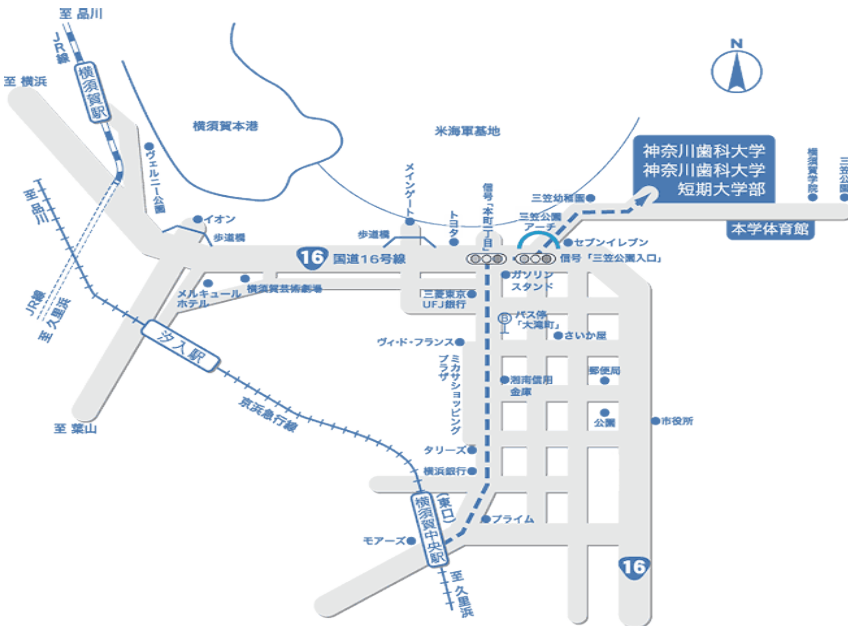 至 品川
JR線
至 横浜
横須賀駅
横須賀本港
米海軍基地
N
神奈川歯科大学
神奈川歯科大学
短期大学部
横須賀学院
三笠公園
ヴェルニー公園
メインゲート
信号「本町一丁目」
三笠幼稚園
三笠公園
アーチ
至 品川
イオン
歩道橋
歩道橋
トヨタ
セブンイレブン
本学体育館
16
国道16号線
信号「三笠公園入口」
ガソリン
スタンド
メルキュール
ホテル
横須賀芸術劇場
三菱東京
UFJ銀行
JR線
至 久里浜
バス停
「大滝町」
さいか屋
汐入駅
ヴィ・ド・フランス
ミカサショッピング
プラザ
湘南信用
金庫
郵便局
京浜急行線
公園
市役所
至 葉山
タリーズ
横浜銀行
(東口)
横須賀中央駅
プライム
モアーズ
至 久里浜
16